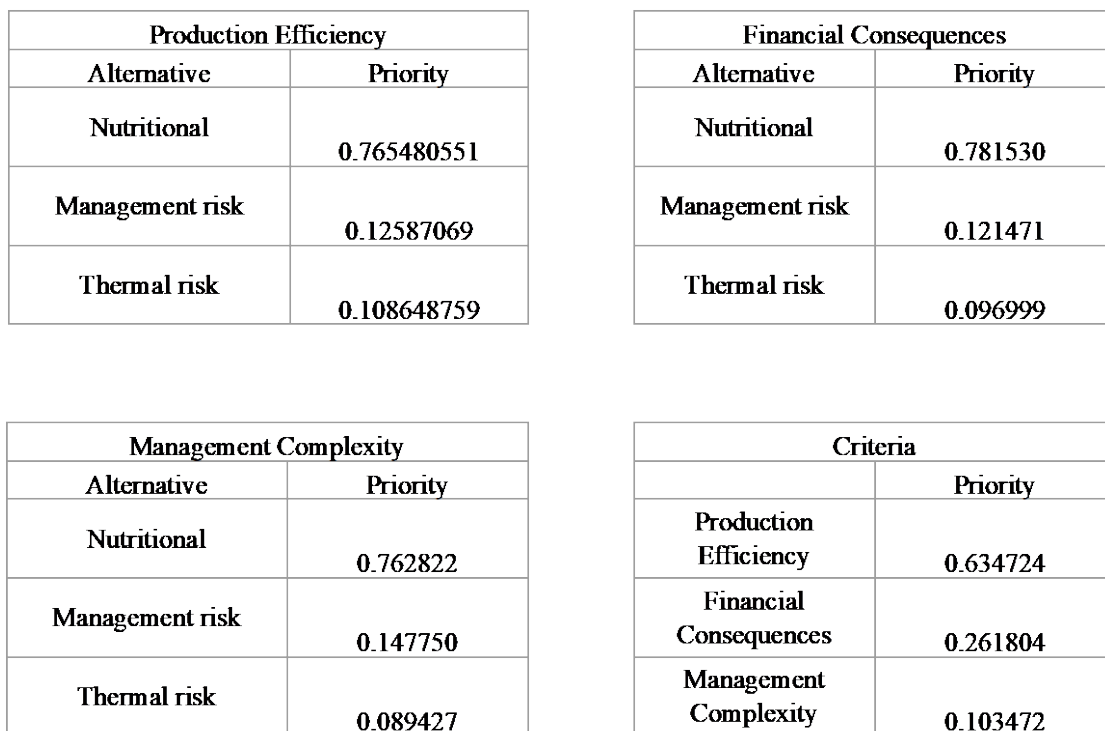 Production Efficiency
Alternative Priority
Nutritional
0.765480551
Management risk
0.12587069
Thermal risk
0.108648759
Financial Consequences
Alternative Priority
Nutritional
0.781530
Management risk
0.121471
Thermal risk
0.096999
Management Complexity
Alternative Priority
Nutritional
0.762822
Management risk
0.147750
Thermal risk
0.089427
Criteria
Priority
Production
Efficiency
0.634724
Financial
Consequences
0.261804
Management
Complexity
0.103472